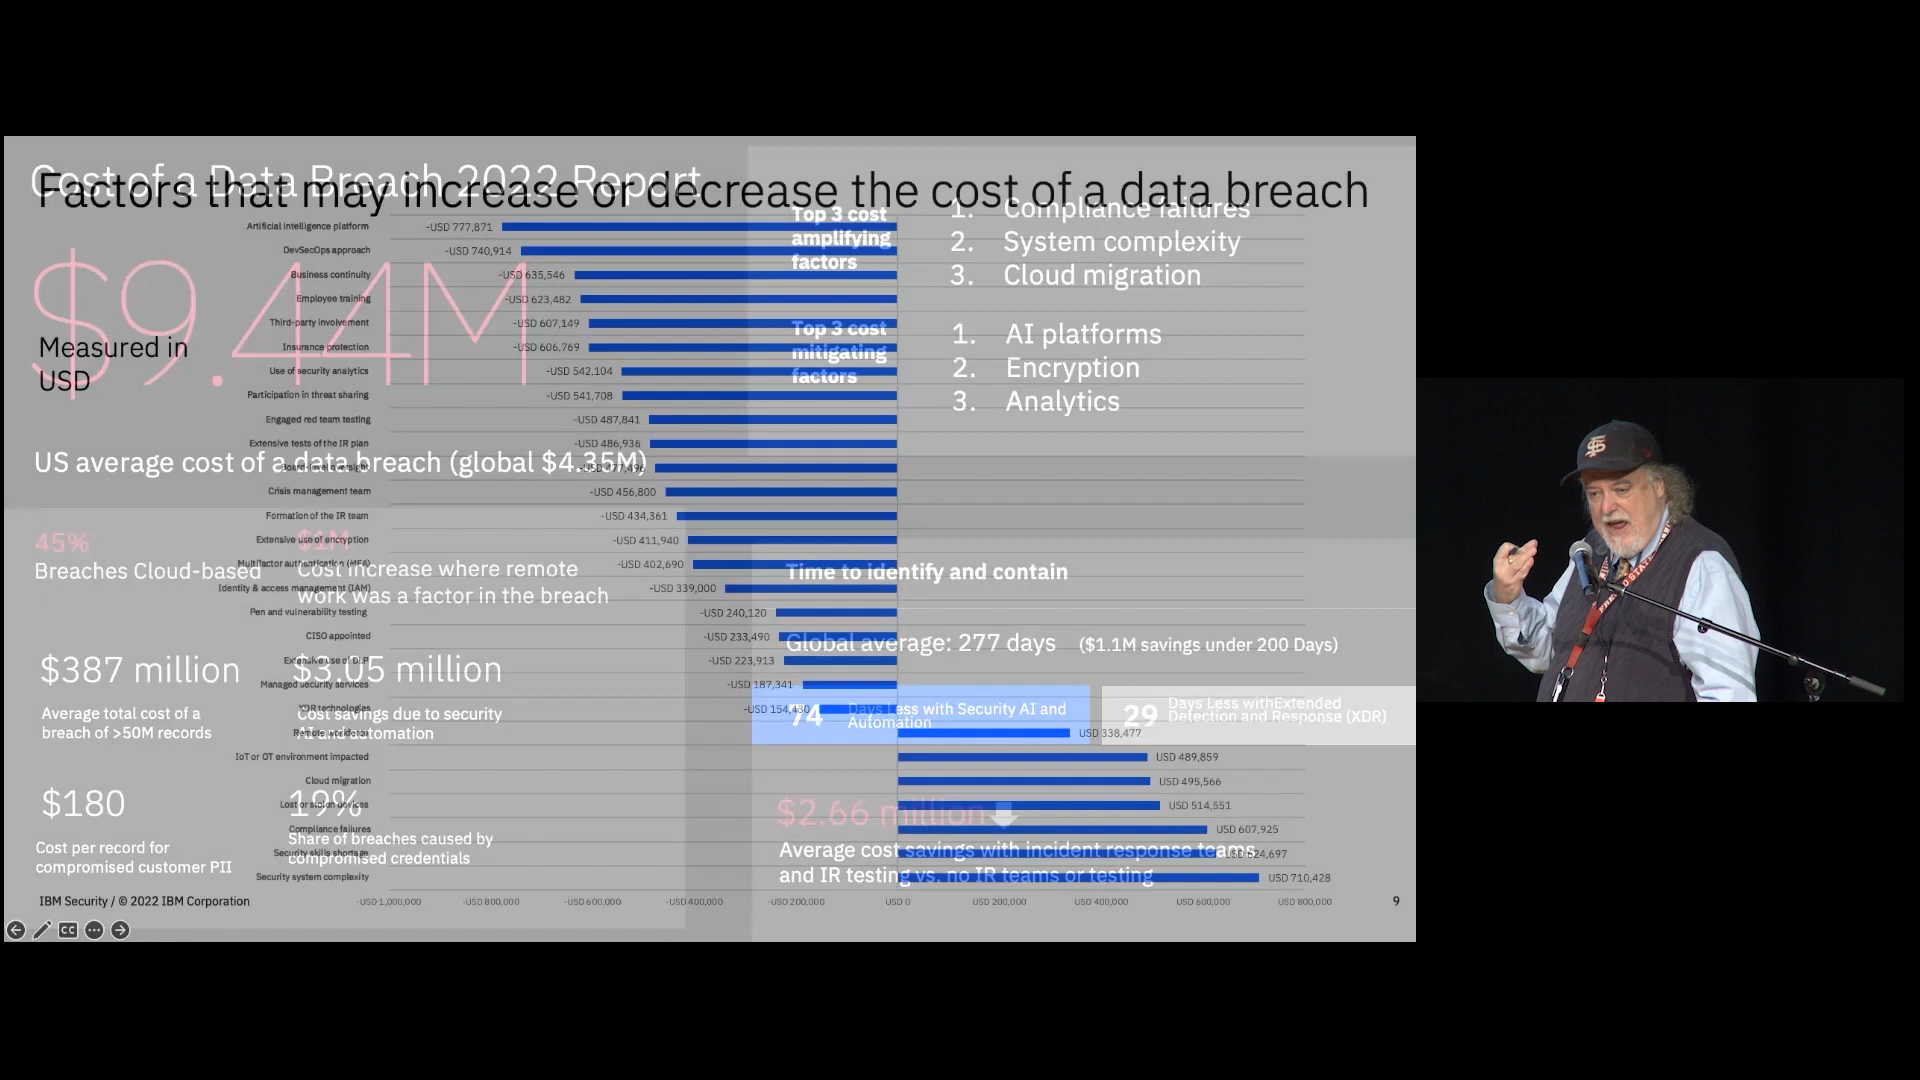 Cost of a Data Breach 2022 Report
Factors that may increase or decrease the cost of a data breach
Artificial intelligence platform -USD 777,871
DevSecOps approach -USD 740,914
Business continuity -USD 635,546
Employee training -USD 623,482
Third-party involvement -USD 607,149
Insurance protection -USD 606,769
Use of security analytics -USD 542,104
Participation in threat sharing -USD 541,708
Engaged red team testing -USD 487,841
Extensive tests of the IR plan -USD 486,936
Board-level oversight -USD 477,496
Crisis management team -USD 456,800
Formation of the IR team -USD 434,361
Extensive use of encryption -USD 411,940
Multifactor authentication (MFA) -USD 402,690
Identity & access management (IAM) -USD 339,000
Pen and vulnerability testing -USD 240,120
CISO appointed -USD 233,490
Extensive use of DLP -USD 223,913
Managed security services -USD 187,341
XDR technologies -USD 154,430
Remote workforce USD 338,477
IoT or OT environment impacted USD 489,859
Cloud migration USD 495,566
Lost or stolen devices USD 514,551
Compliance failures USD 607,925
Security skills shortage USD 624,697
Security system complexity USD 710,428
-USD 1,000,000 -USD 800,000 -USD 600,000 -USD 400,000 -USD 200,000 USD 0 USD 200,000 USD 400,000 USD 600,000 USD 800,000
Measured in
USD
$9.44M
US average cost of a data breach (global $4.35M)
45%
Breaches Cloud-based
$1M
Cost increase where remote
work was a factor in the breach
$387 million
Average total cost of a
breach of >50M records
$3.05 million
Cost savings due to security
AI and automation
$180
Cost per record for
compromised customer PII
19%
Share of breaches caused by
compromised credentials
Top 3 cost
amplifying
factors
1. Compliance failures
2. System complexity
3. Cloud migration
Top 3 cost
mitigating
factors
1. AI platforms
2. Encryption
3. Analytics
Time to identify and contain
Global average: 277 days ($1.1M savings under 200 Days)
74 Days Less with Security AI and
Automation
29 Days Less withExtended
Detection and Response (XDR)
$2.66 million
Average cost savings with incident response teams
and IR testing vs. no IR teams or testing
IBM Security / © 2022 IBM Corporation
9
CC